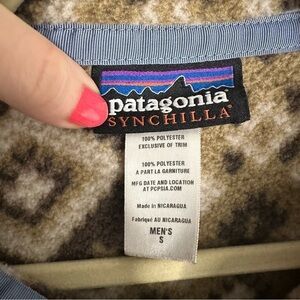 patagonia
SYNCHILLA®
100% POLYESTER
EXCLUSIVE OF TRIM
100% POLYESTER
A PART LA GARNITURE
MFG DATE AND LOCATION
AT PCPSIA.COM
Made in NICARAGUA
Fabriqué AU NICARAGUA
MEN'S
S